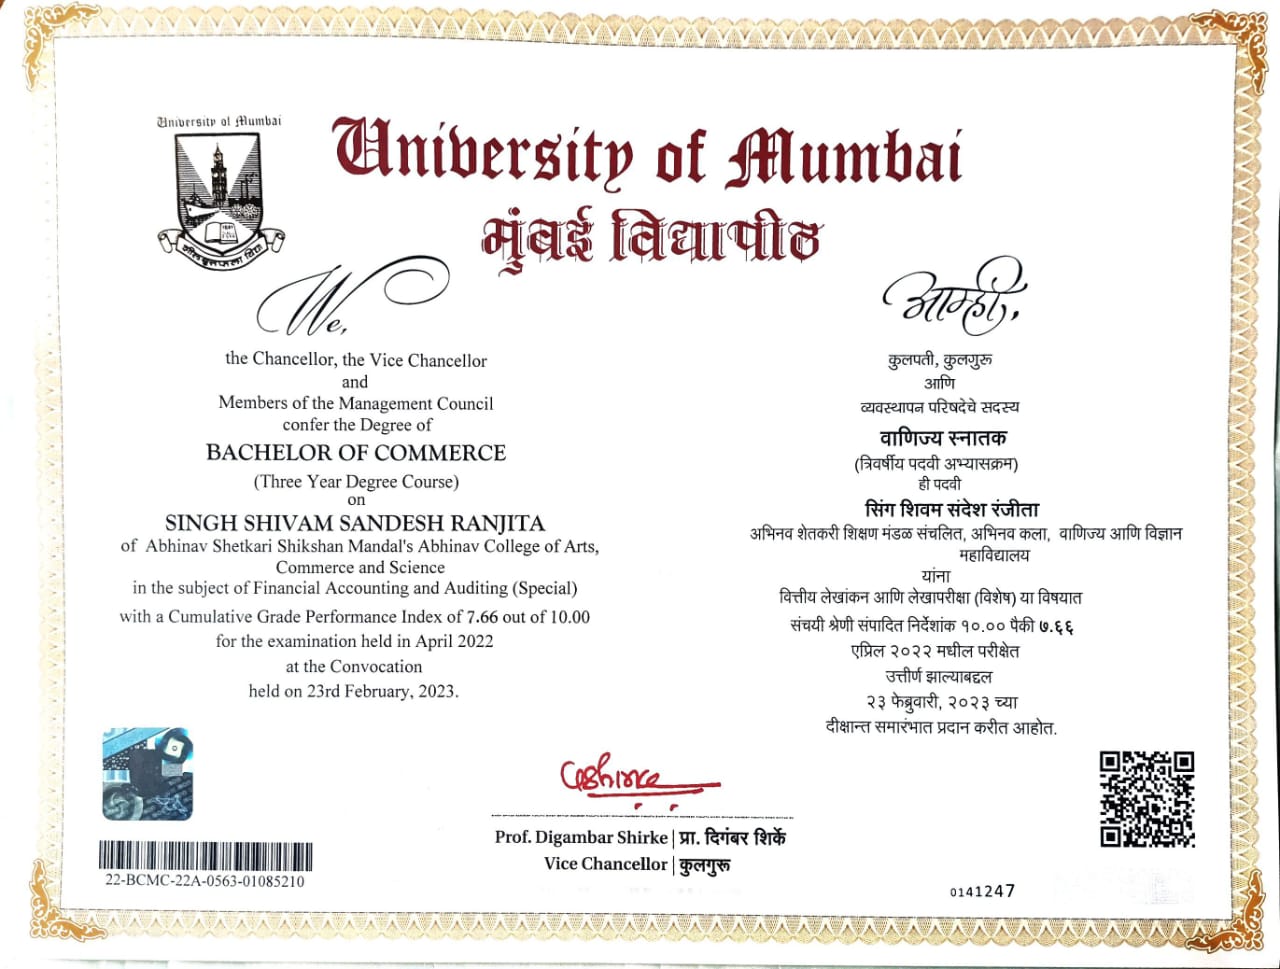 University of Mumbai
University of Mumbai
मुंबई विद्यापीठ
शीलवृत्तफला विद्या
We,
the Chancellor, the Vice Chancellor
and
Members of the Management Council
confer the Degree of
BACHELOR OF COMMERCE
(Three Year Degree Course)
on
SINGH SHIVAM SANDESH RANJITA
of Abhinav Shetkari Shikshan Mandal's Abhinav College of Arts,
Commerce and Science
in the subject of Financial Accounting and Auditing (Special)
with a Cumulative Grade Performance Index of 7.66 out of 10.00
for the examination held in April 2022
at the Convocation
held on 23rd February, 2023.
आम्ही,
कुलपती, कुलगुरू
आणि
व्यवस्थापन परिषदेचे सदस्य
वाणिज्य स्नातक
(त्रिवर्षीय पदवी अभ्यासक्रम)
ही पदवी
सिंग शिवम संदेश रंजीता
अभिनव शेतकरी शिक्षण मंडळ संचलित, अभिनव कला, वाणिज्य आणि विज्ञान
महाविद्यालय
यांना
वित्तीय लेखांकन आणि लेखापरीक्षा (विशेष) या विषयात
संचयी श्रेणी संपादित निर्देशांक १०.०० पैकी ७.६६
एप्रिल २०२२ मधील परीक्षेत
उत्तीर्ण झाल्याबद्दल
२३ फेब्रुवारी, २०२३ च्या
दीक्षान्त समारंभात प्रदान करीत आहोत.
Prof. Digambar Shirke | प्रा. दिगंबर शिर्के
Vice Chancellor | कुलगुरू
22-BCMC-22A-0563-01085210
0141247